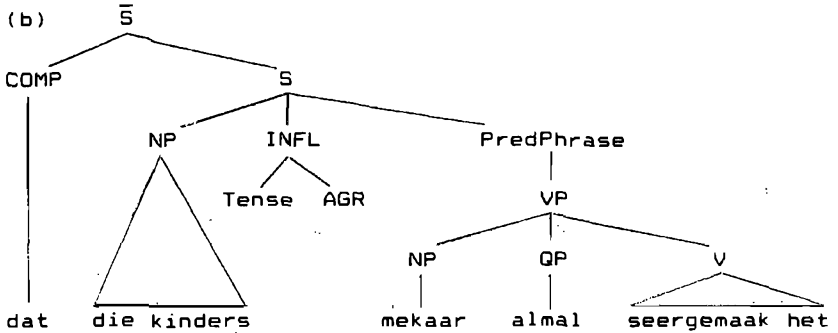 (b) S̅
COMP S
NP INFL PredPhrase
Tense AGR VP
NP QP V
dat die kinders mekaar almal seergemaak het